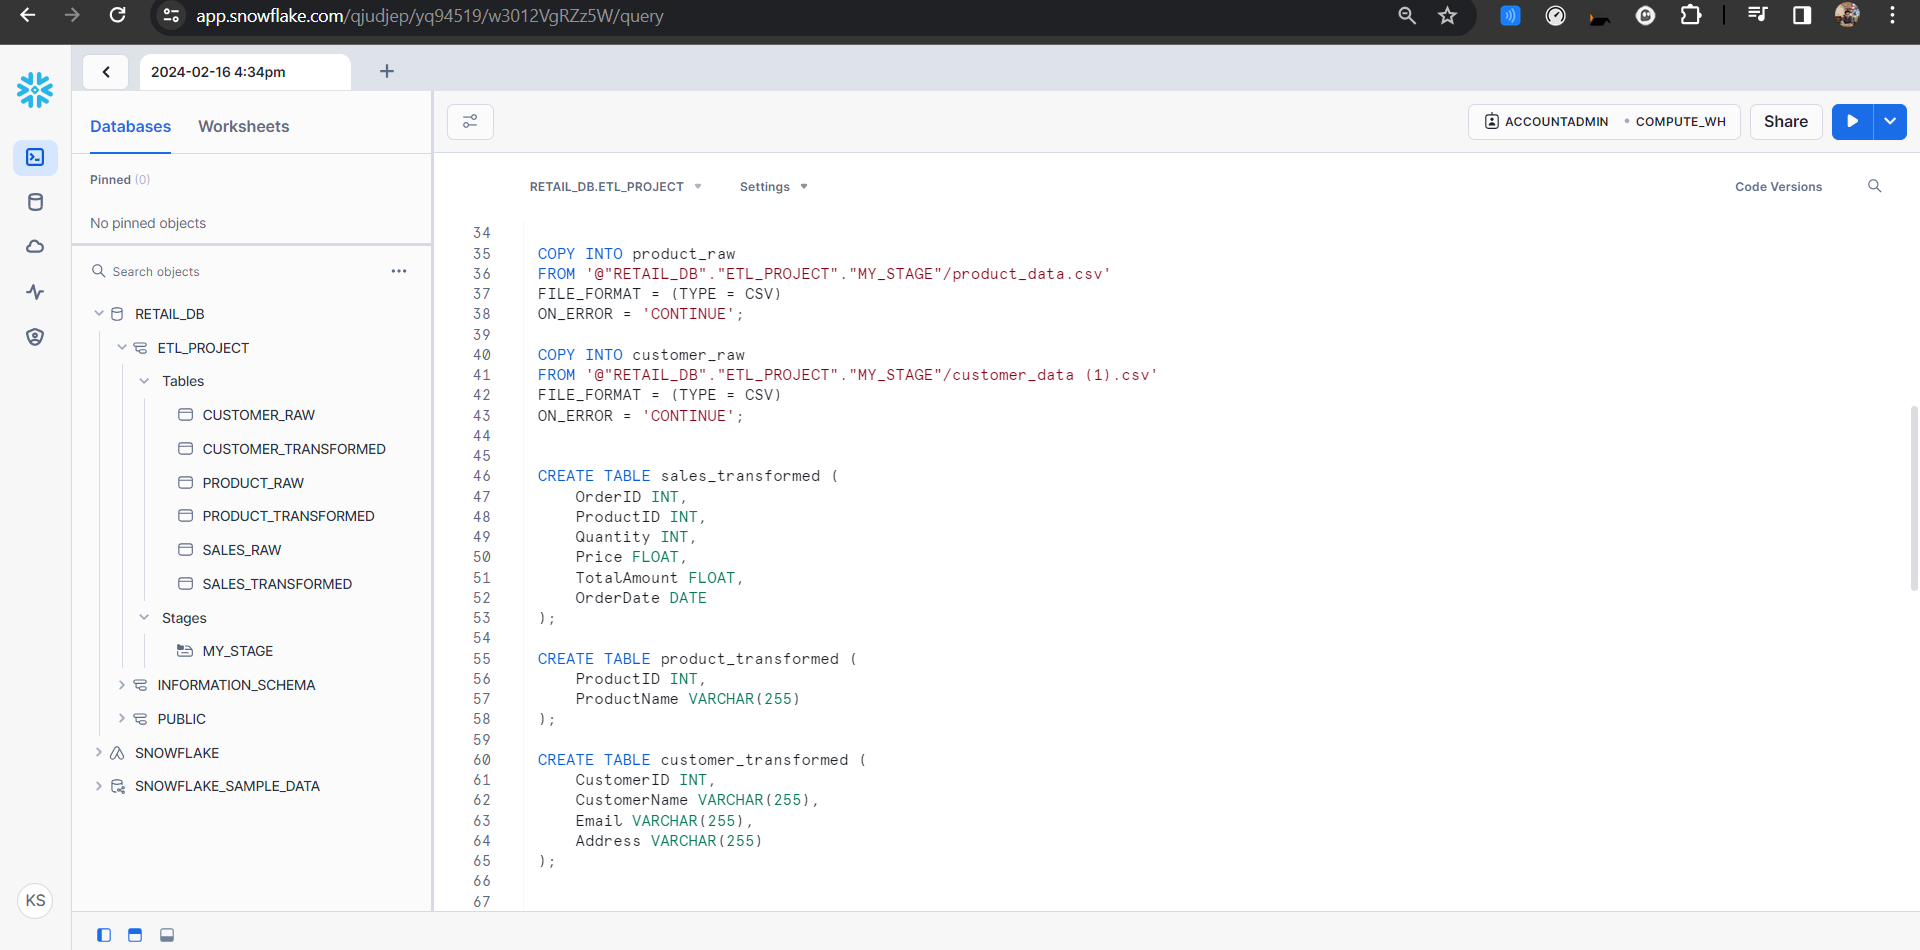 app.snowflake.com/qjudjep/yq94519/w3012VgRZz5W/query
2024-02-16 4:34pm
Databases Worksheets
ACCOUNTADMIN • COMPUTE_WH Share
Pinned (0)
No pinned objects
Search objects
RETAIL_DB
ETL_PROJECT
Tables
CUSTOMER_RAW
CUSTOMER_TRANSFORMED
PRODUCT_RAW
PRODUCT_TRANSFORMED
SALES_RAW
SALES_TRANSFORMED
Stages
MY_STAGE
INFORMATION_SCHEMA
PUBLIC
SNOWFLAKE
SNOWFLAKE_SAMPLE_DATA
KS
RETAIL_DB.ETL_PROJECT Settings Code Versions
34
35 COPY INTO product_raw
36 FROM '@"RETAIL_DB"."ETL_PROJECT"."MY_STAGE"/product_data.csv'
37 FILE_FORMAT = (TYPE = CSV)
38 ON_ERROR = 'CONTINUE';
39
40 COPY INTO customer_raw
41 FROM '@"RETAIL_DB"."ETL_PROJECT"."MY_STAGE"/customer_data (1).csv'
42 FILE_FORMAT = (TYPE = CSV)
43 ON_ERROR = 'CONTINUE';
44
45
46 CREATE TABLE sales_transformed (
47 OrderID INT,
48 ProductID INT,
49 Quantity INT,
50 Price FLOAT,
51 TotalAmount FLOAT,
52 OrderDate DATE
53 );
54
55 CREATE TABLE product_transformed (
56 ProductID INT,
57 ProductName VARCHAR(255)
58 );
59
60 CREATE TABLE customer_transformed (
61 CustomerID INT,
62 CustomerName VARCHAR(255),
63 Email VARCHAR(255),
64 Address VARCHAR(255)
65 );
66
67